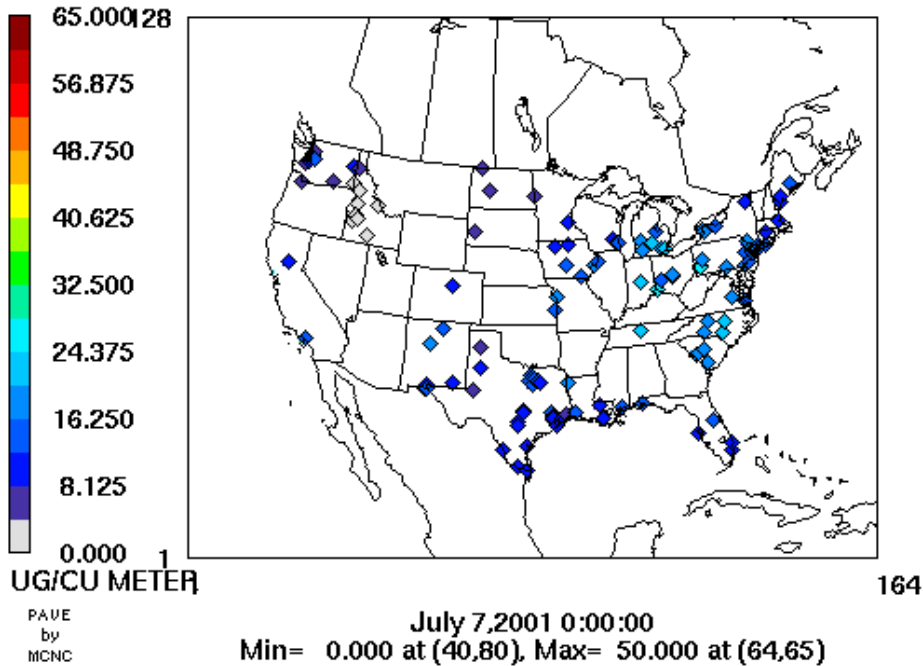 65.000
128
56.875
48.750
40.625
32.500
24.375
16.250
8.125
0.000
1
UG/CU METER
1
164
PAVE
by
MCNC
July 7,2001 0:00:00
Min= 0.000 at (40,80), Max= 50.000 at (64,65)